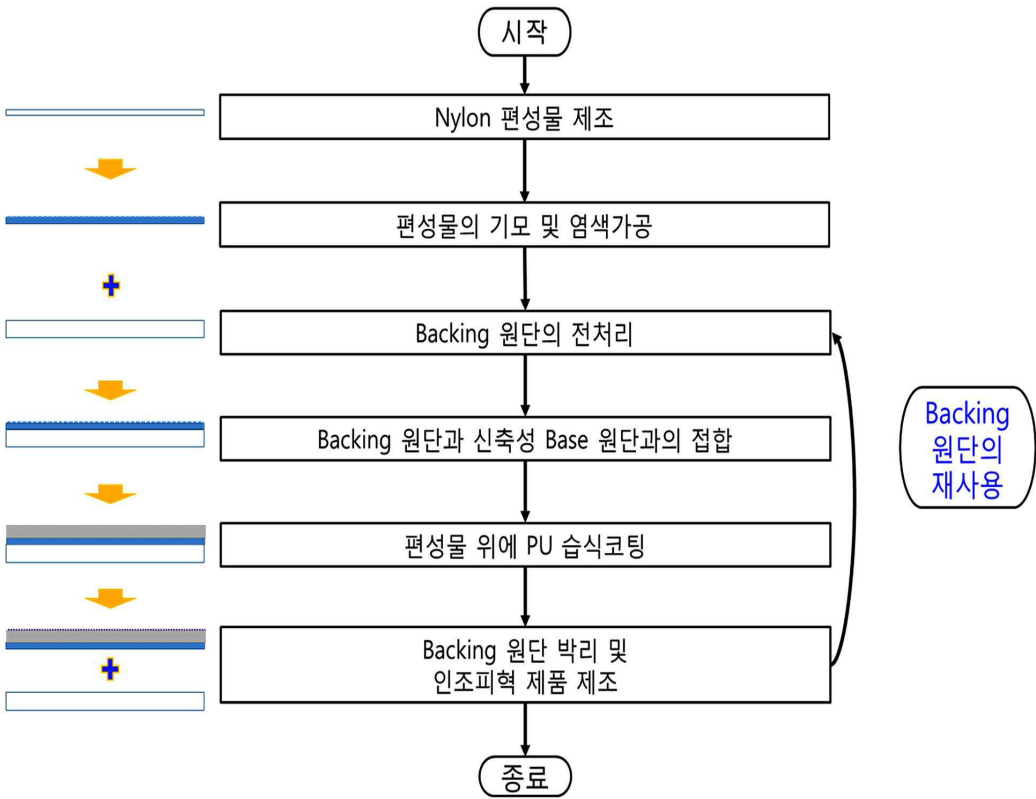 시작
Nylon 편성물 제조
편성물의 기모 및 염색가공
Backing 원단의 전처리
Backing 원단과 신축성 Base 원단과의 접합
편성물 위에 PU 습식코팅
Backing 원단 박리 및
인조피혁 제품 제조
종료
Backing
원단의
재사용